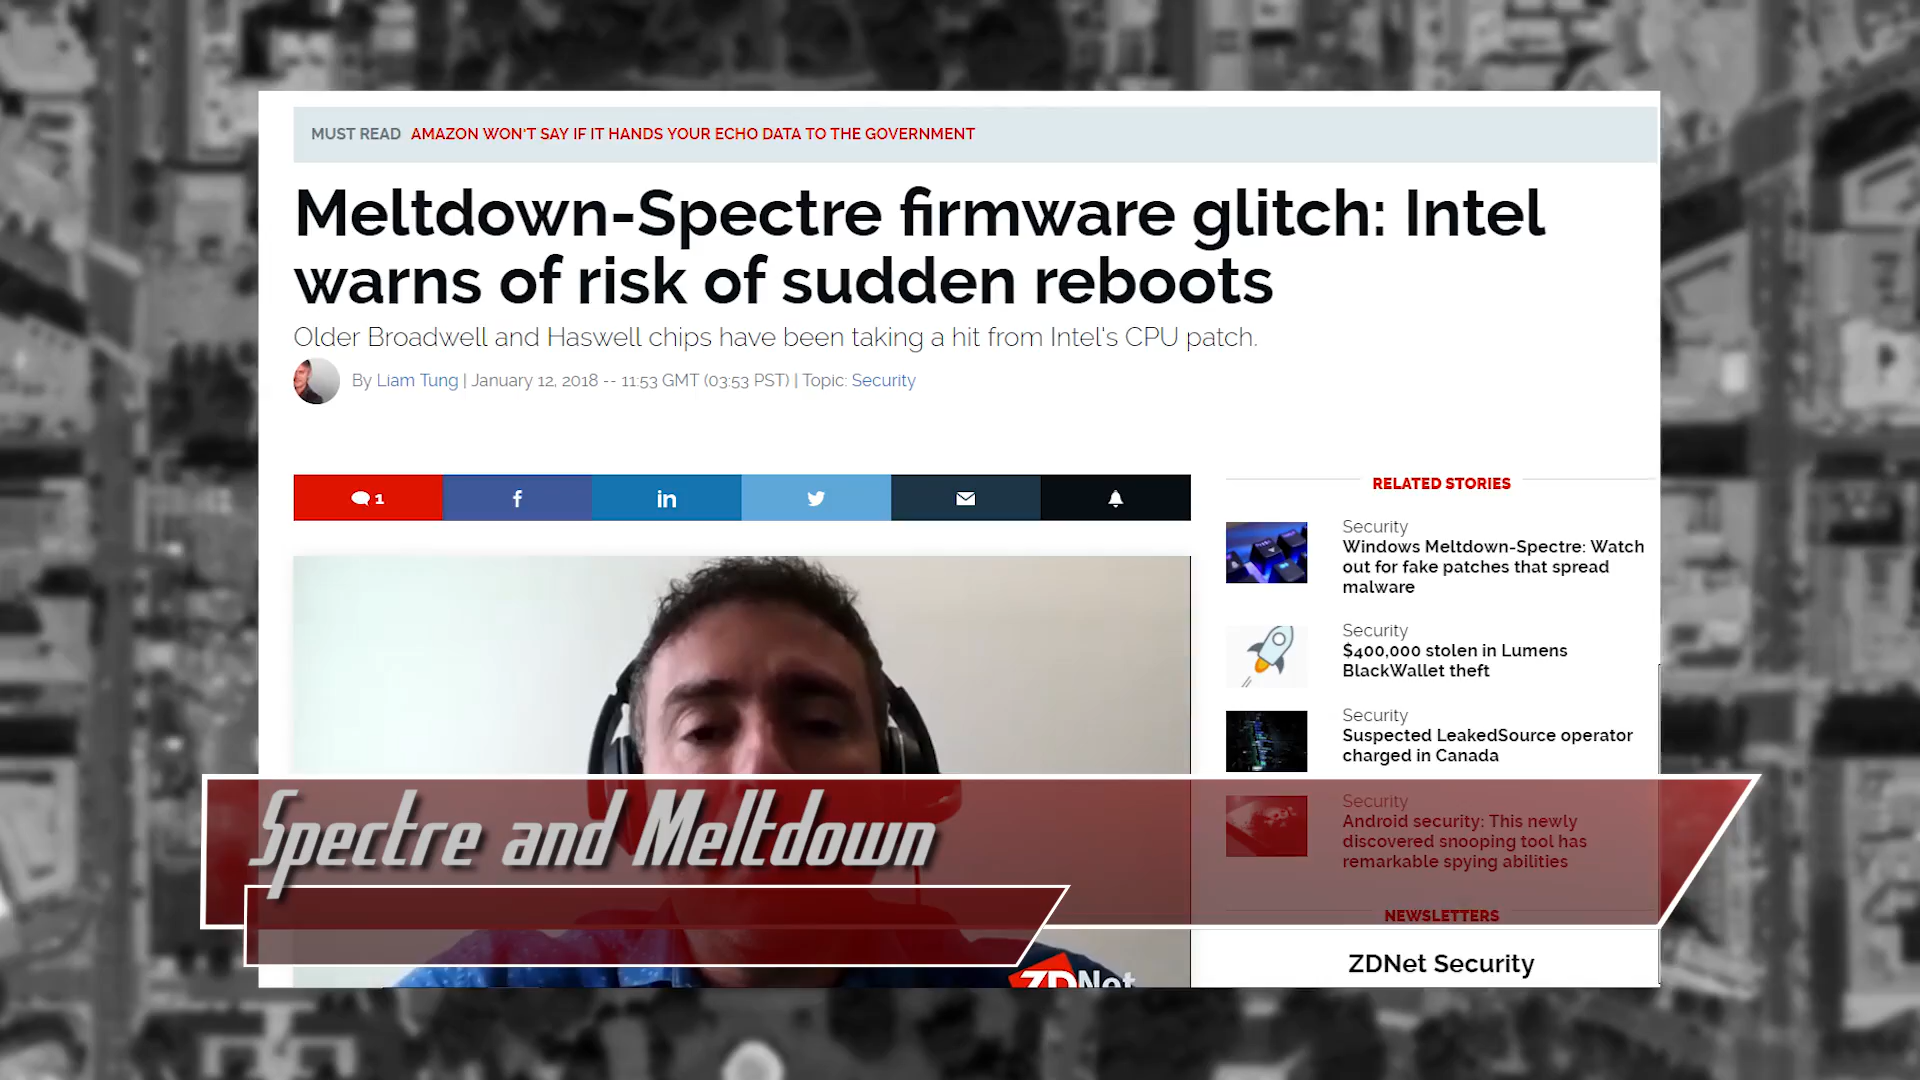 MUST READ AMAZON WON'T SAY IF IT HANDS YOUR ECHO DATA TO THE GOVERNMENT
Meltdown-Spectre firmware glitch: Intel
warns of risk of sudden reboots
Older Broadwell and Haswell chips have been taking a hit from Intel's CPU patch.
By Liam Tung | January 12, 2018 -- 11:53 GMT (03:53 PST) | Topic: Security
1
f
in
RELATED STORIES
Security
Windows Meltdown-Spectre: Watch
out for fake patches that spread
malware
Security
$400,000 stolen in Lumens
BlackWallet theft
Security
Suspected LeakedSource operator
charged in Canada
Security
Android security: This newly
discovered snooping tool has
remarkable spying abilities
NEWSLETTERS
ZDNet Security
Spectre and Meltdown
ZDNet